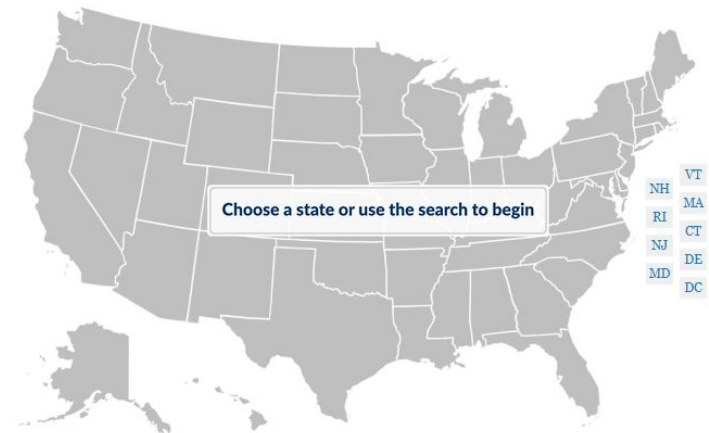 Choose a state or use the search to begin
VT
NH
MA
RI
CT
NJ
DE
MD
DC